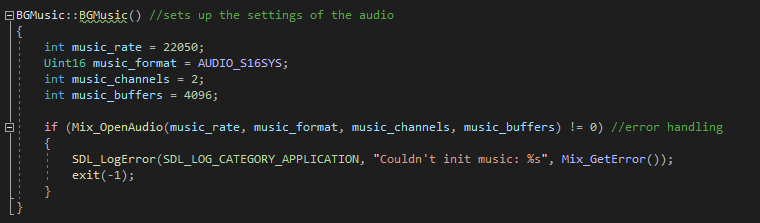 BGMusic::BGMusic() //sets up the settings of the audio
{
int music_rate = 22050;
Uint16 music_format = AUDIO_S16SYS;
int music_channels = 2;
int music_buffers = 4096;
if (Mix_OpenAudio(music_rate, music_format, music_channels, music_buffers) != 0) //error handling
{
SDL_LogError(SDL_LOG_CATEGORY_APPLICATION, "Couldn't init music: %s", Mix_GetError());
exit(-1);
}
}